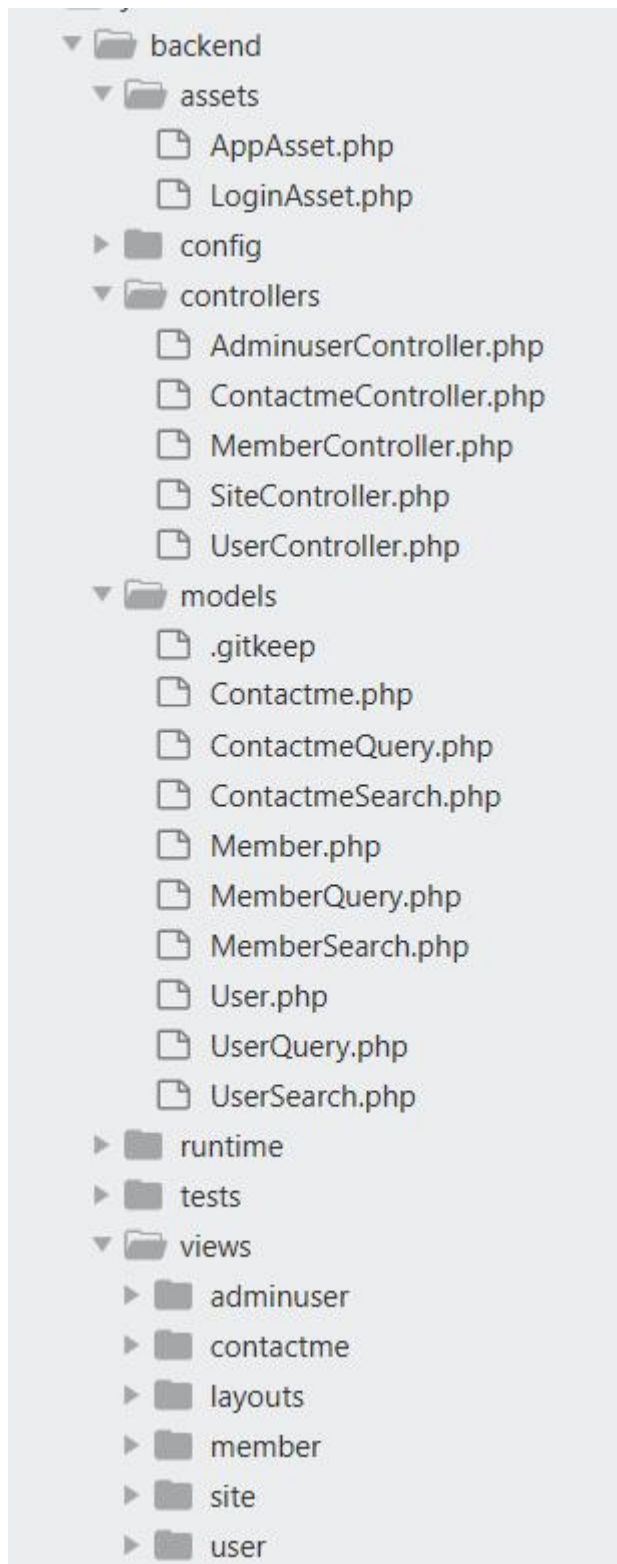 backend
assets
AppAsset.php
LoginAsset.php
config
controllers
AdminuserController.php
ContactmeController.php
MemberController.php
SiteController.php
UserController.php
models
.gitkeep
Contactme.php
ContactmeQuery.php
ContactmeSearch.php
Member.php
MemberQuery.php
MemberSearch.php
User.php
UserQuery.php
UserSearch.php
runtime
tests
views
adminuser
contactme
layouts
member
site
user